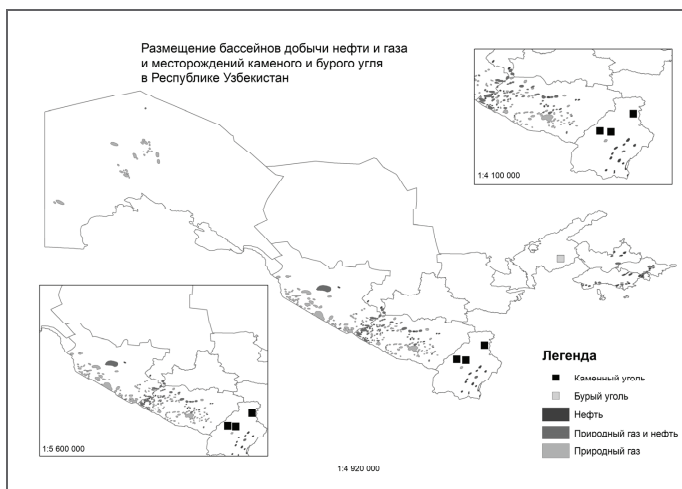 Размещение бассейнов добычи нефти и газа
и месторождений каменого и бурого угля
в Республике Узбекистан
1:4 100 000
1:5 600 000
1:4 920 000
Легенда
Каменный уголь
Бурый уголь
Нефть
Природный газ и нефть
Природный газ